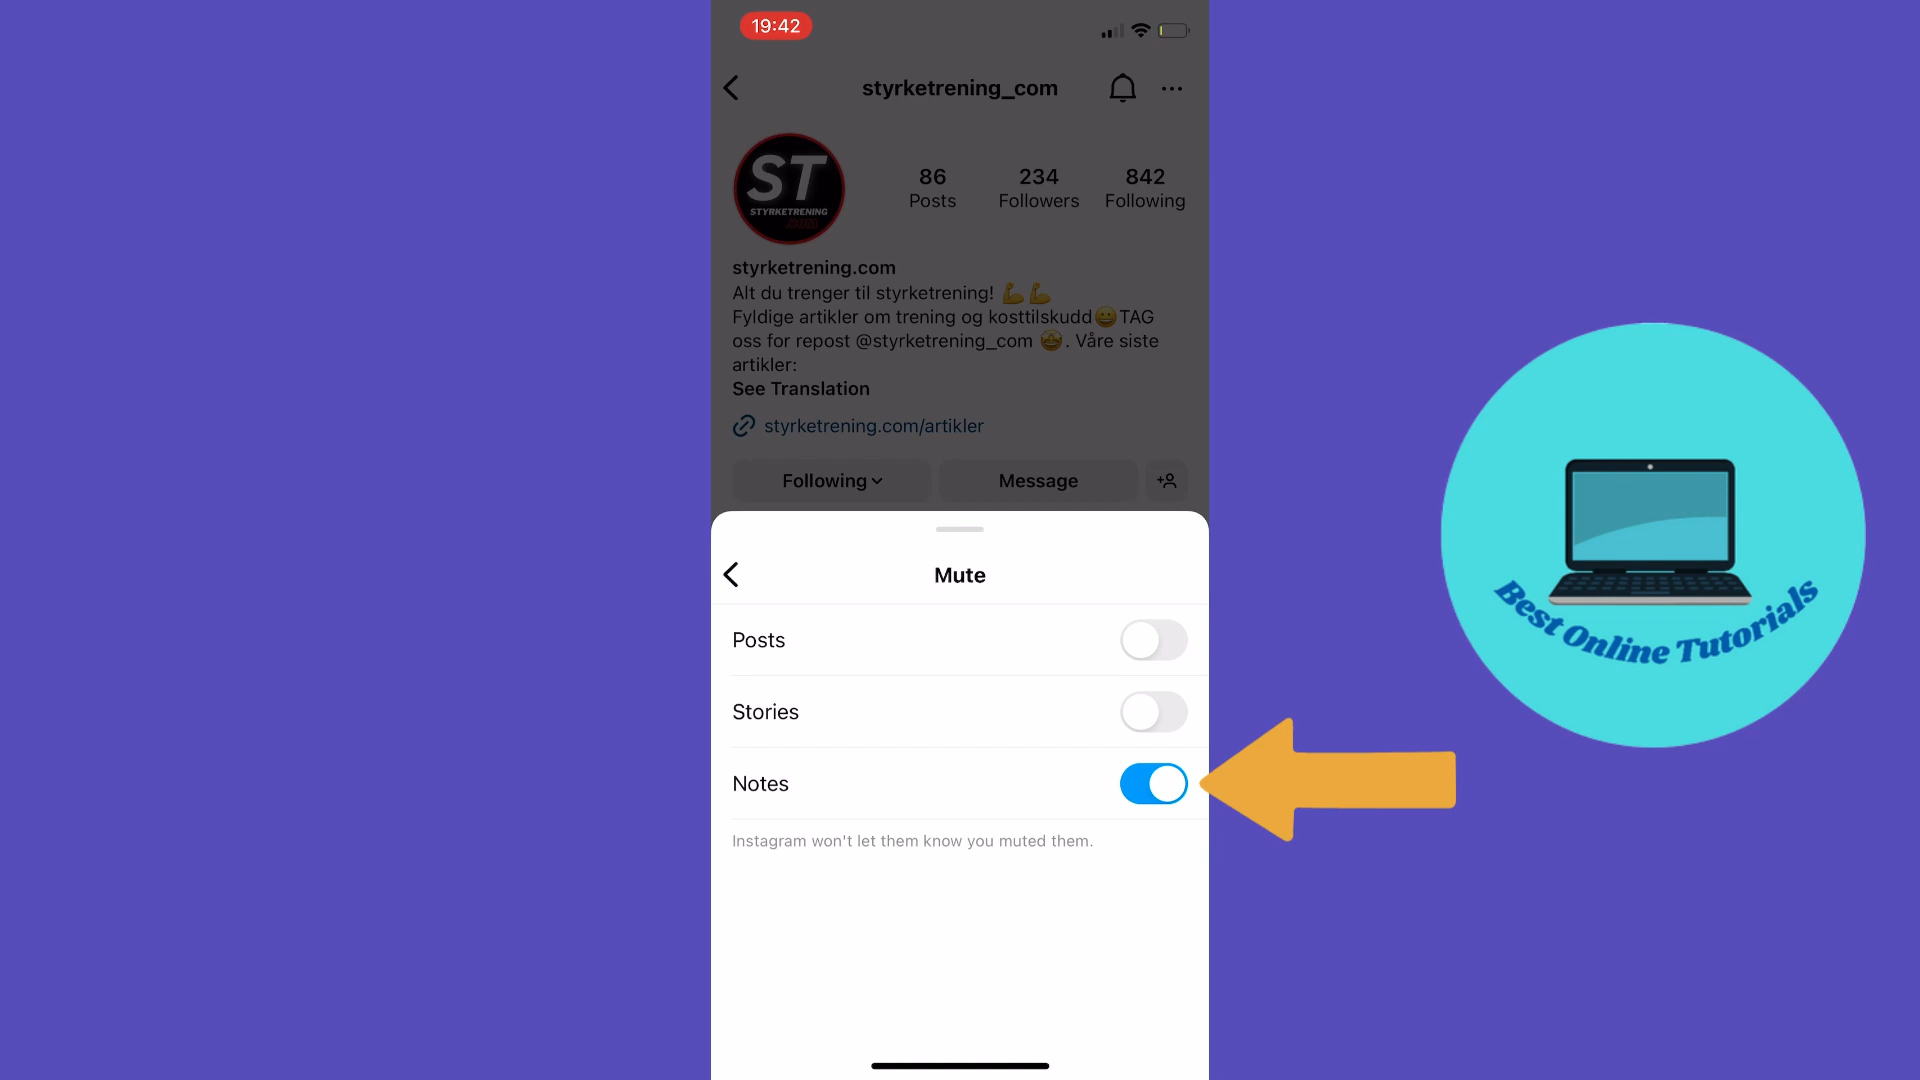 19:42
styrketrening_com
ST
STYRKETRENING
.COM
86
Posts
234
Followers
842
Following
styrketrening.com
Alt du trenger til styrketrening! 💪💪
Fyldige artikler om trening og kosttilskudd😀TAG
oss for repost @styrketrening_com 🤩. Våre siste
artikler:
See Translation
styrketrening.com/artikler
Following
Message
Mute
Posts
Stories
Notes
Instagram won't let them know you muted them.
Best Online Tutorials